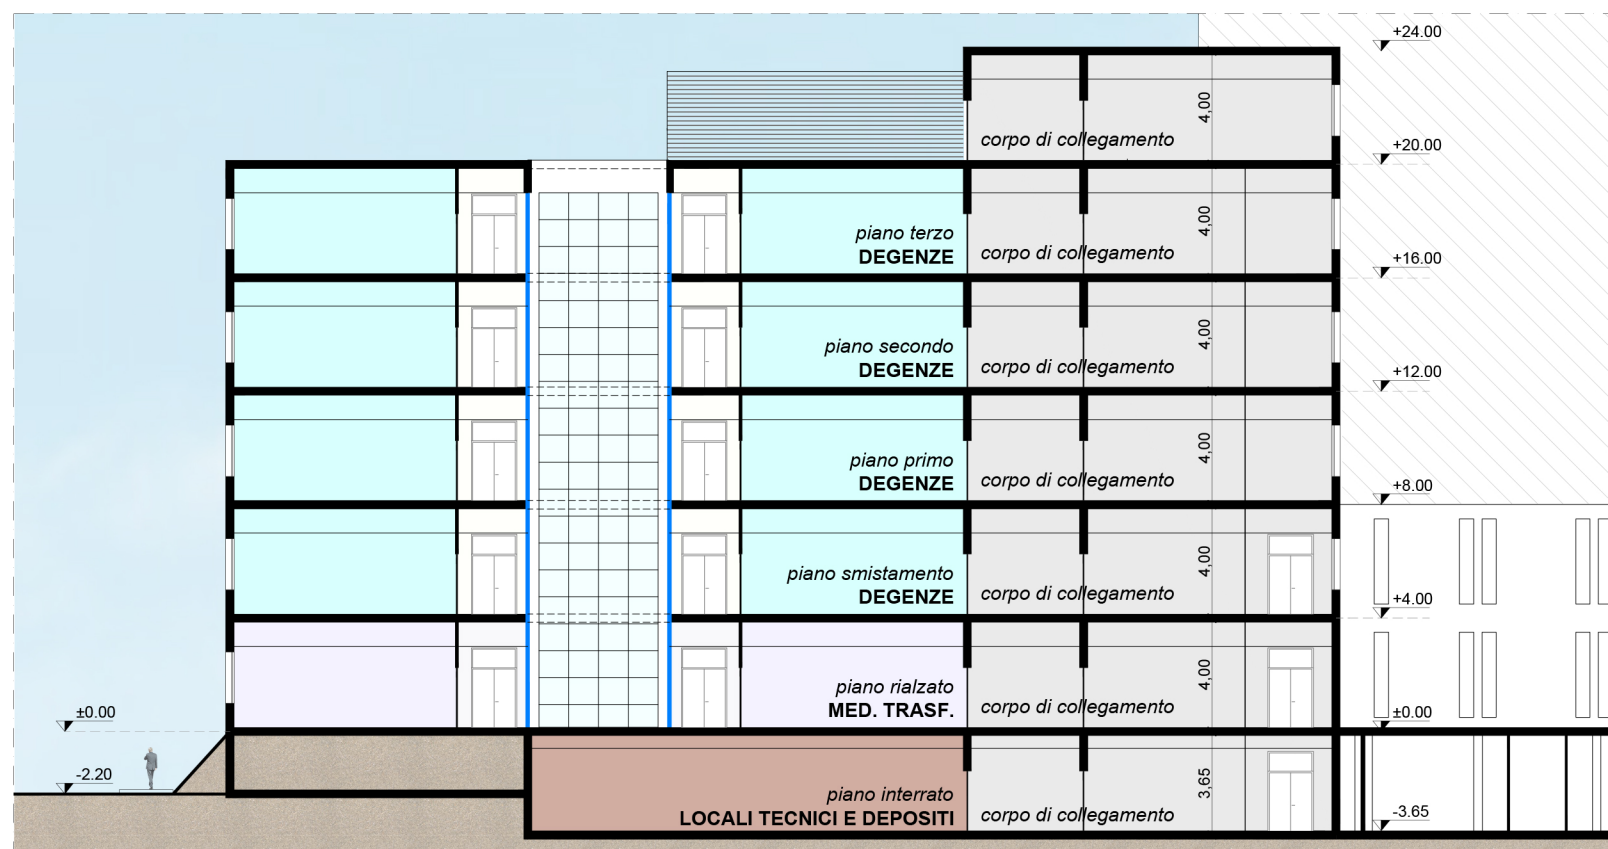 +24.00
4,00
corpo di collegamento
+20.00
4,00
piano terzo
DEGENZE
corpo di collegamento
+16.00
4,00
piano secondo
DEGENZE
corpo di collegamento
+12.00
4,00
piano primo
DEGENZE
corpo di collegamento
+8.00
4,00
piano smistamento
DEGENZE
corpo di collegamento
+4.00
4,00
piano rialzato
MED. TRASF.
corpo di collegamento
±0.00
±0.00
-2.20
3,65
piano interrato
LOCALI TECNICI E DEPOSITI
corpo di collegamento
-3.65